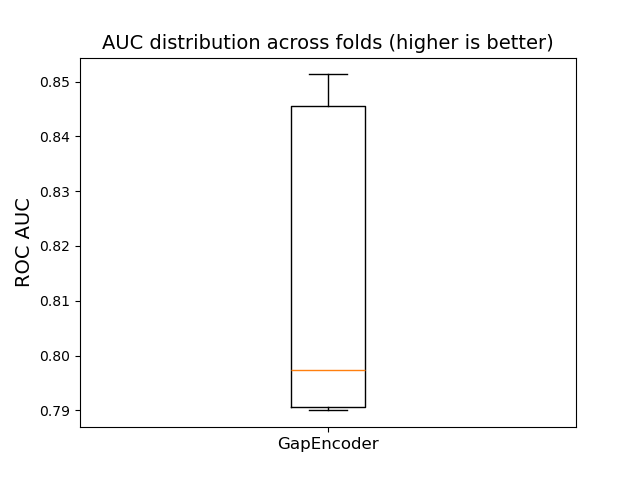 AUC distribution across folds (higher is better)
ROC AUC
0.85
0.84
0.83
0.82
0.81
0.80
0.79
GapEncoder